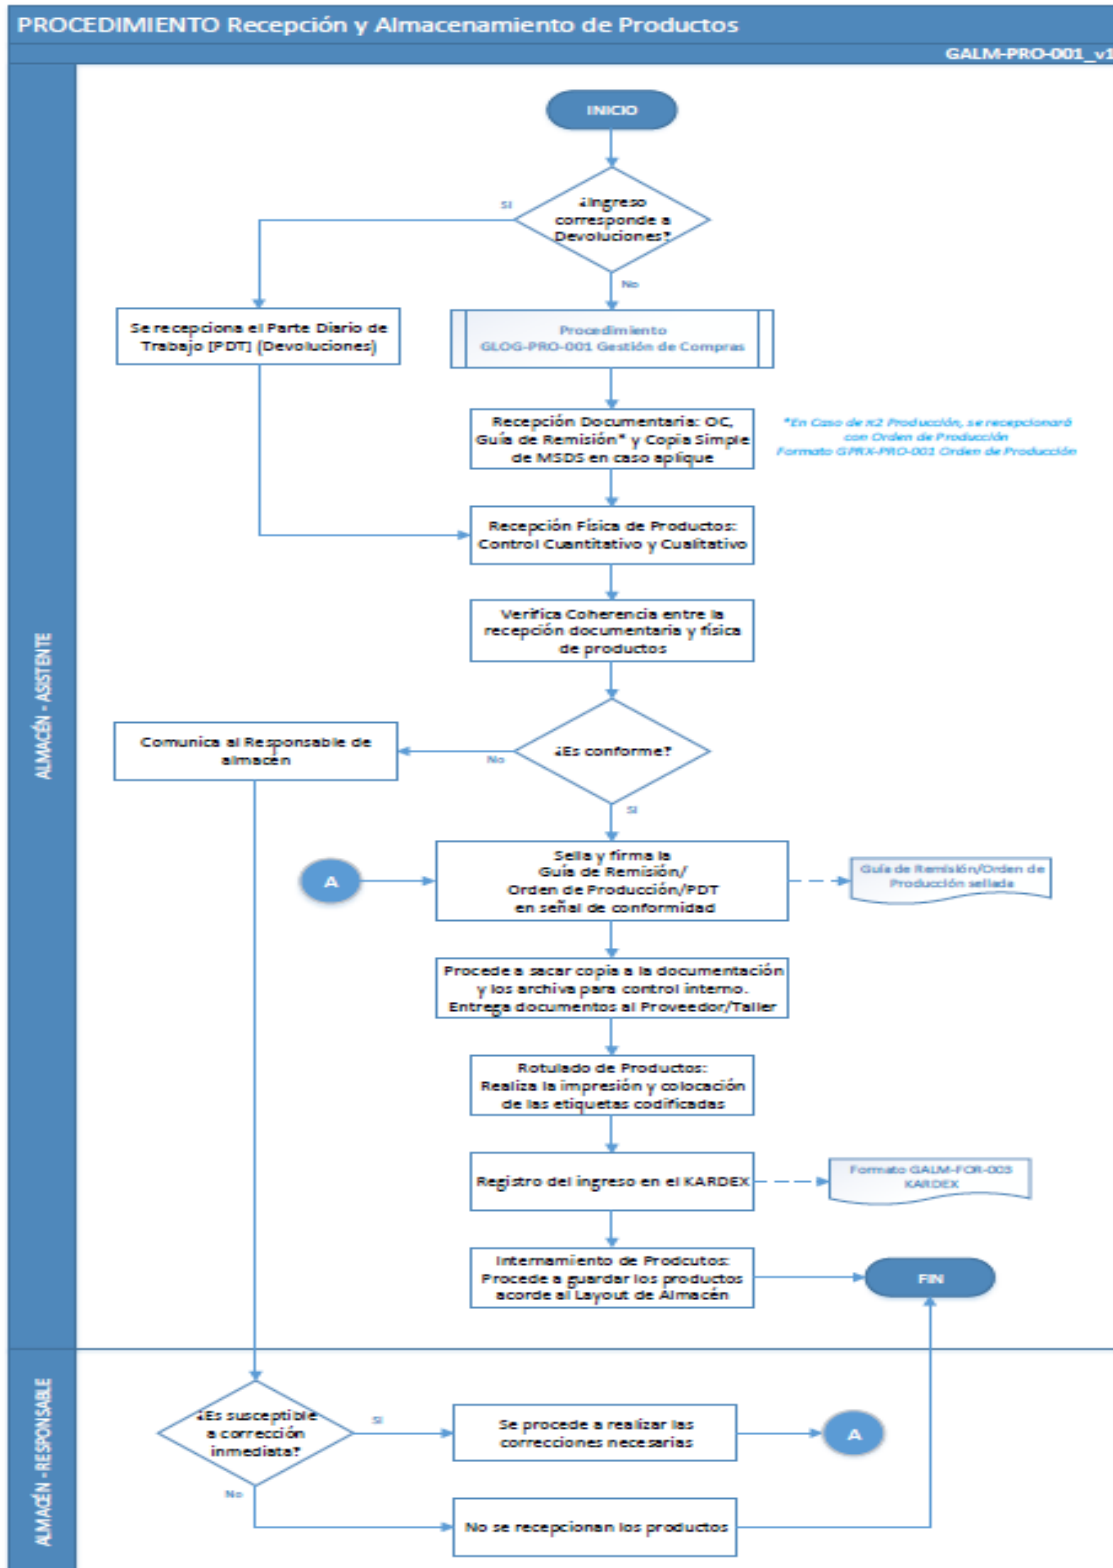 PROCEDIMIENTO Recepción y Almacenamiento de Productos
GALM-PRO-001_v1
INICIO
¿Ingreso
corresponde a
Devoluciones?
SI
No
Se recepciona el Parte Diario de
Trabajo [PDT] (Devoluciones)
Procedimiento
GLOG-PRO-001 Gestión de Compras
Recepción Documentaria: OC,
Guía de Remisión* y Copia Simple
de MSDS en caso aplique
*En Caso de π2 Producción, se recepcionará
con Orden de Producción
Formato GPRX-PRO-001 Orden de Producción
Recepción Física de Productos:
Control Cuantitativo y Cualitativo
Verifica Coherencia entre la
recepción documentaria y física
de productos
ALMACÉN - ASISTENTE
¿Es conforme?
No
SI
Comunica al Responsable de
almacén
A
Sella y firma la
Guía de Remisión/
Orden de Producción/PDT
en señal de conformidad
Guía de Remisión/Orden de
Producción sellada
Procede a sacar copia a la documentación
y los archiva para control interno.
Entrega documentos al Proveedor/Taller
Rotulado de Productos:
Realiza la impresión y colocación
de las etiquetas codificadas
Registro del ingreso en el KARDEX
Formato GALM-FOR-003
KARDEX
Internamiento de Prodcutos:
Procede a guardar los productos
acorde al Layout de Almacén
FIN
ALMACÉN - RESPONSABLE
¿Es susceptible
a corrección
inmediata?
SI
No
Se procede a realizar las
correcciones necesarias
A
No se recepcionan los productos